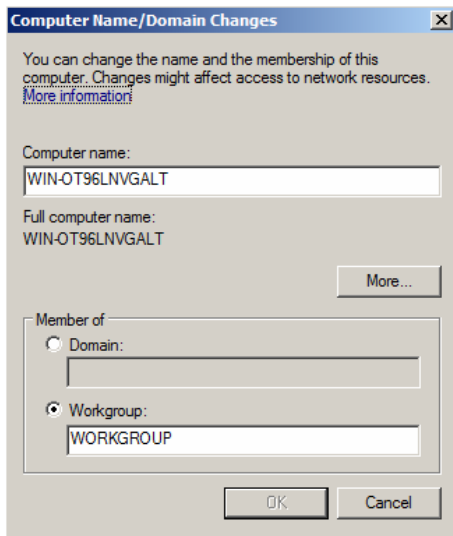 Computer Name/Domain Changes
You can change the name and the membership of this
computer. Changes might affect access to network resources.
More information
Computer name:
WIN-OT96LNVGALT
Full computer name:
WIN-OT96LNVGALT
More...
Member of
Domain:
Workgroup:
WORKGROUP
OK
Cancel